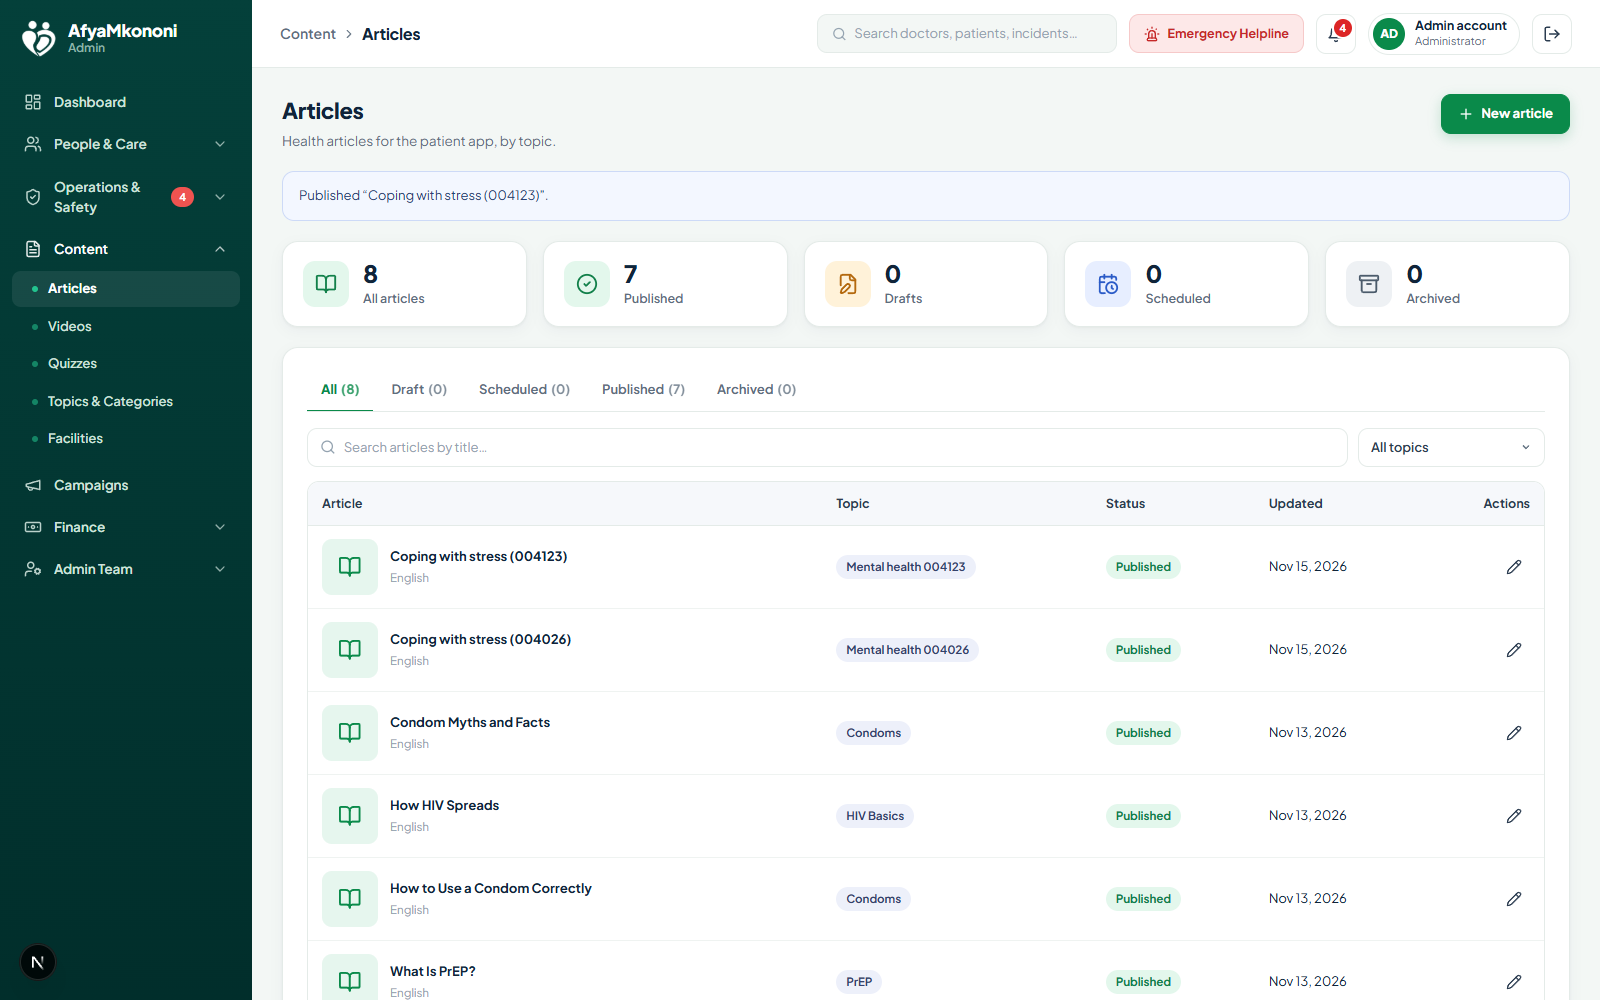 AfyaMkononi
Admin
Content > Articles
Search doctors, patients, incidents...
Emergency Helpline
4
AD
Admin account
Administrator
Dashboard
People & Care
Operations & Safety
4
Content
Articles
Videos
Quizzes
Topics & Categories
Facilities
Campaigns
Finance
Admin Team
N
Articles
Health articles for the patient app, by topic.
+ New article
Published “Coping with stress (004123)”.
8
All articles
7
Published
0
Drafts
0
Scheduled
0
Archived
All (8)
Draft (0)
Scheduled (0)
Published (7)
Archived (0)
Search articles by title...
All topics
Article Topic Status Updated Actions
Coping with stress (004123)
English
Mental health 004123
Published
Nov 15, 2026
Coping with stress (004026)
English
Mental health 004026
Published
Nov 15, 2026
Condom Myths and Facts
English
Condoms
Published
Nov 13, 2026
How HIV Spreads
English
HIV Basics
Published
Nov 13, 2026
How to Use a Condom Correctly
English
Condoms
Published
Nov 13, 2026
What Is PrEP?
English
PrEP
Published
Nov 13, 2026